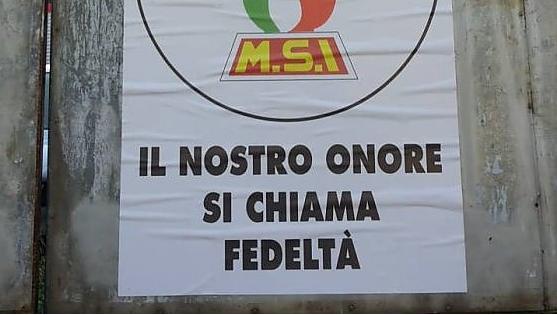 M.S.I
IL NOSTRO ONORE
SI CHIAMA
FEDELTÀ